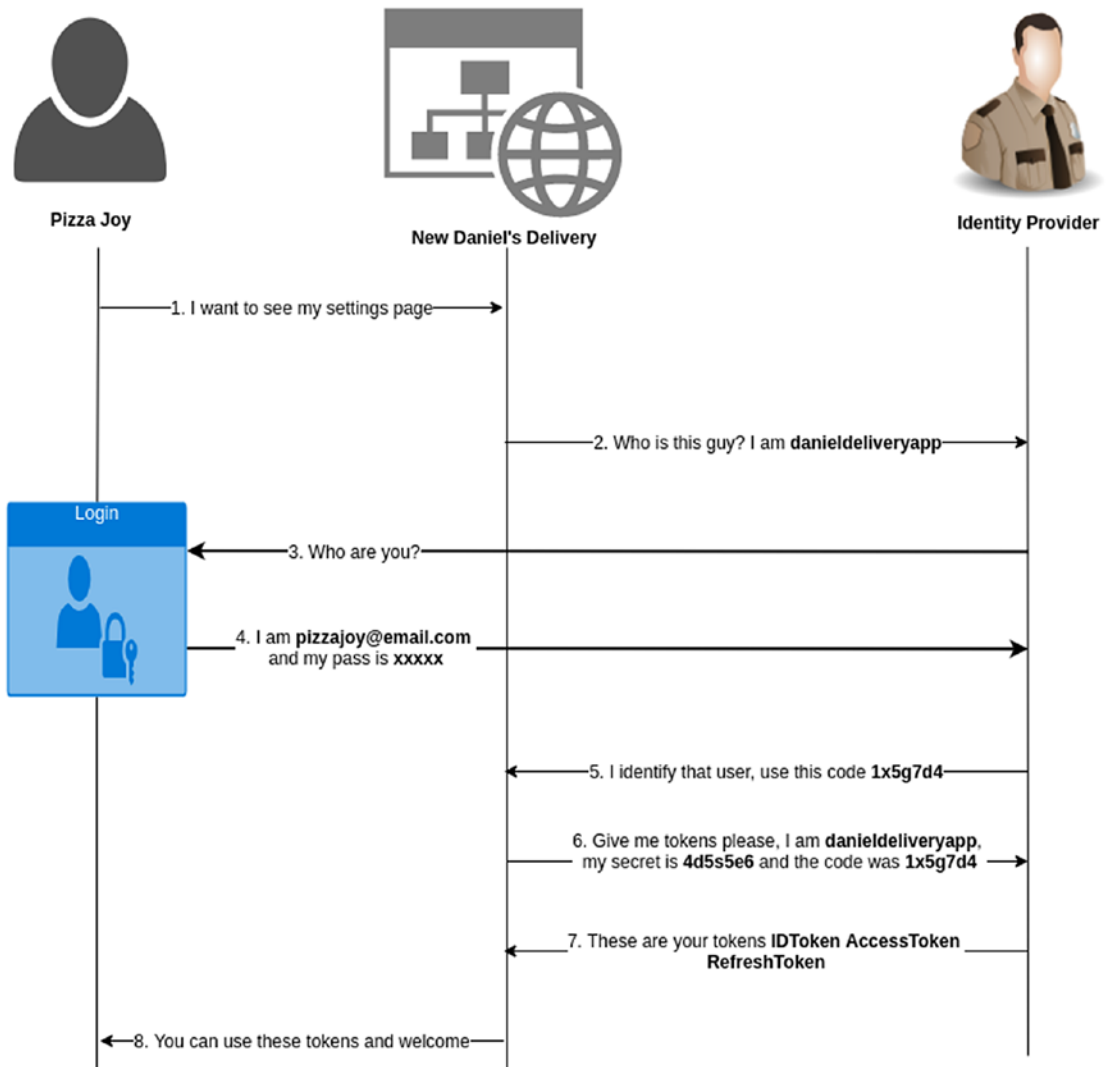 Pizza Joy
New Daniel's Delivery
Identity Provider
1. I want to see my settings page
2. Who is this guy? I am danieldeliveryapp
Login
3. Who are you?
4. I am pizzajoy@email.com
and my pass is xxxxx
5. I identify that user, use this code 1x5g7d4
6. Give me tokens please, I am danieldeliveryapp,
my secret is 4d5s5e6 and the code was 1x5g7d4
7. These are your tokens IDToken AccessToken
RefreshToken
8. You can use these tokens and welcome